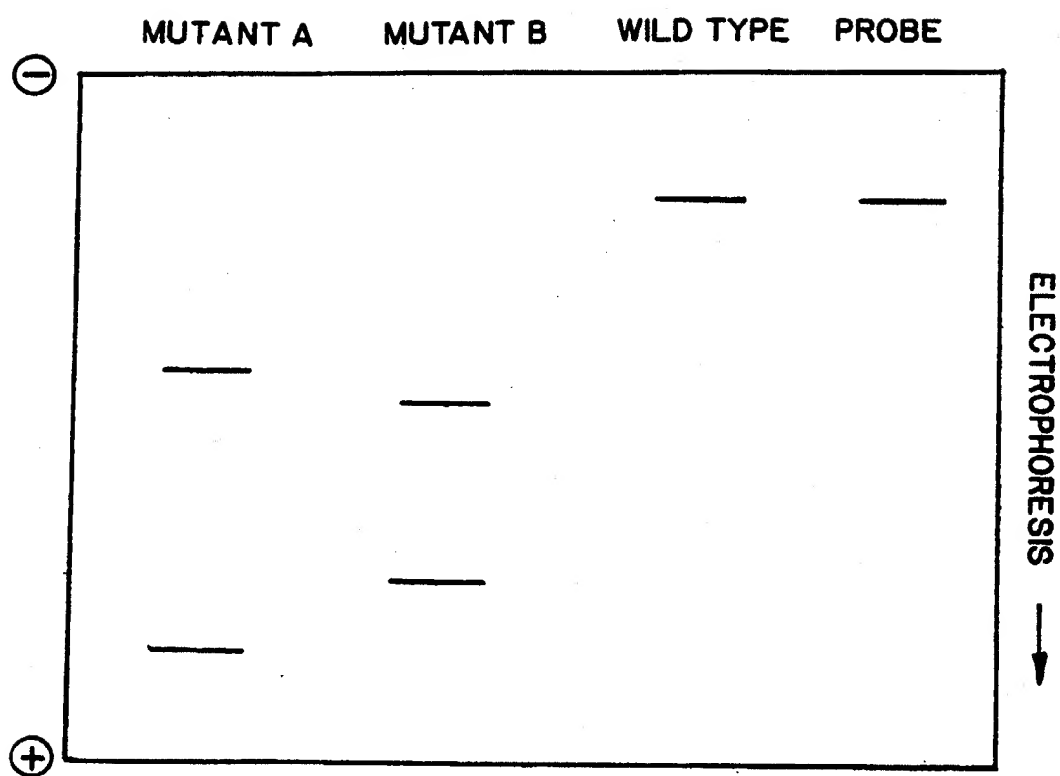 MUTANT A MUTANT B WILD TYPE PROBE
⊖
ELECTROPHORESIS →
⊕